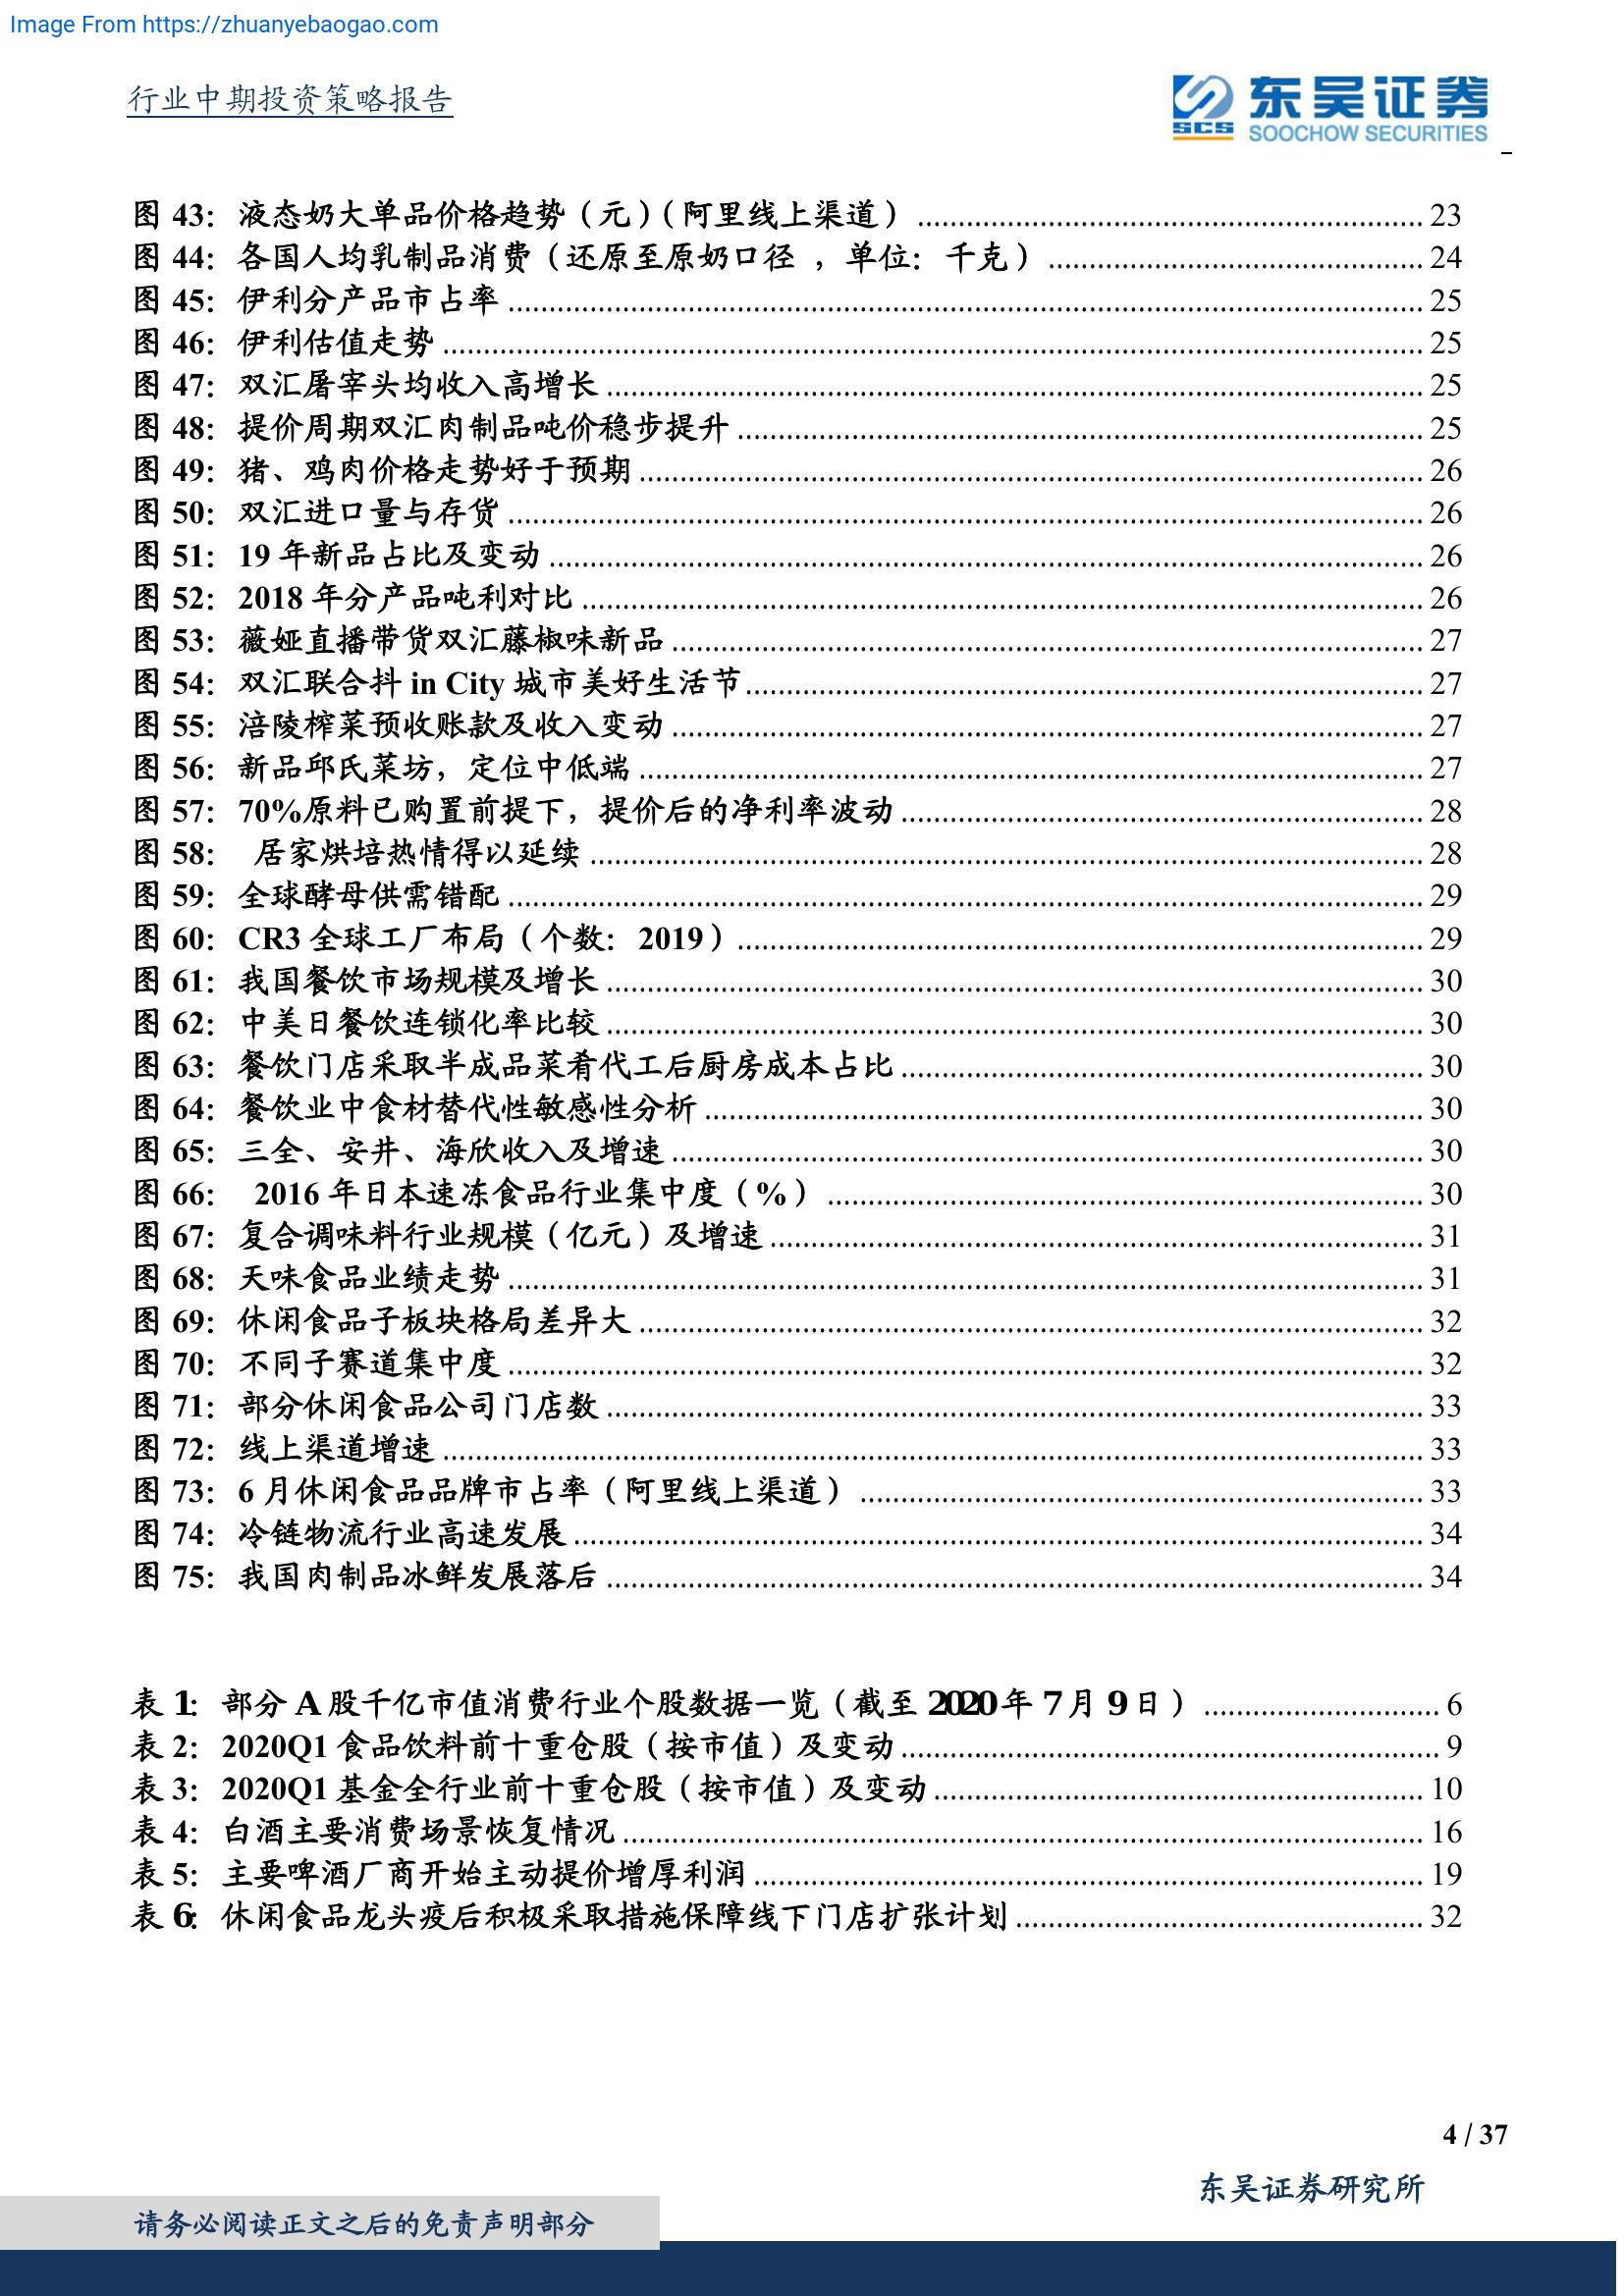 Image From https://zhuanyebaogao.com
行业中期投资策略报告
SCS 东吴证券
SOOCHOW SECURITIES
图 43：液态奶大单品价格趋势（元）（阿里线上渠道） 23
图 44：各国人均乳制品消费（还原至原奶口径 ，单位：千克） 24
图 45：伊利分产品市占率 25
图 46：伊利估值走势 25
图 47：双汇屠宰头均收入高增长 25
图 48：提价周期双汇肉制品吨价稳步提升 25
图 49：猪、鸡肉价格走势好于预期 26
图 50：双汇进口量与存货 26
图 51：19 年新品占比及变动 26
图 52：2018 年分产品吨利对比 26
图 53：薇娅直播带货双汇藤椒味新品 27
图 54：双汇联合抖 in City 城市美好生活节 27
图 55：涪陵榨菜预收账款及收入变动 27
图 56：新品邱氏菜坊，定位中低端 27
图 57：70%原料已购置前提下，提价后的净利率波动 28
图 58： 居家烘培热情得以延续 28
图 59：全球酵母供需错配 29
图 60：CR3 全球工厂布局（个数：2019） 29
图 61：我国餐饮市场规模及增长 30
图 62：中美日餐饮连锁化率比较 30
图 63：餐饮门店采取半成品菜肴代工后厨房成本占比 30
图 64：餐饮业中食材替代性敏感性分析 30
图 65：三全、安井、海欣收入及增速 30
图 66： 2016 年日本速冻食品行业集中度（%） 30
图 67：复合调味料行业规模（亿元）及增速 31
图 68：天味食品业绩走势 31
图 69：休闲食品子板块格局差异大 32
图 70：不同子赛道集中度 32
图 71：部分休闲食品公司门店数 33
图 72：线上渠道增速 33
图 73：6 月休闲食品品牌市占率（阿里线上渠道） 33
图 74：冷链物流行业高速发展 34
图 75：我国肉制品冰鲜发展落后 34
表 1：部分 A 股千亿市值消费行业个股数据一览（截至 2020 年 7 月 9 日） 6
表 2：2020Q1 食品饮料前十重仓股（按市值）及变动 9
表 3：2020Q1 基金全行业前十重仓股（按市值）及变动 10
表 4：白酒主要消费场景恢复情况 16
表 5：主要啤酒厂商开始主动提价增厚利润 19
表 6：休闲食品龙头疫后积极采取措施保障线下门店扩张计划 32
4 / 37
东吴证券研究所
请务必阅读正文之后的免责声明部分